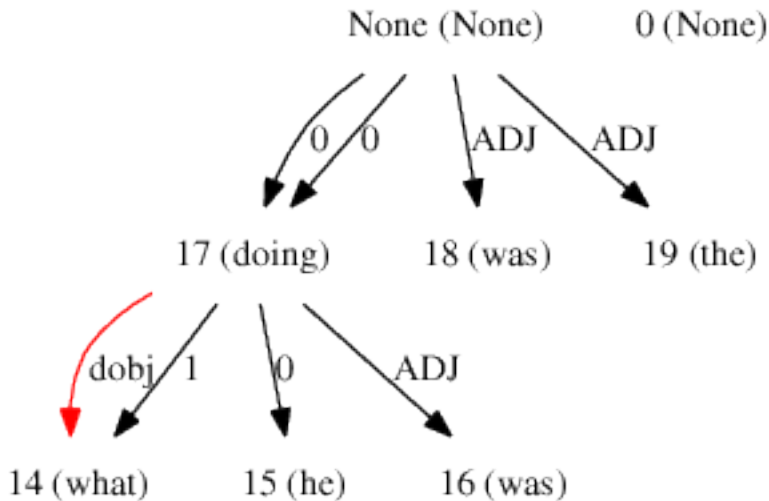 None (None) 0 (None)
0 0 ADJ ADJ
17 (doing) 18 (was) 19 (the)
dobj 1 0 ADJ
14 (what) 15 (he) 16 (was)